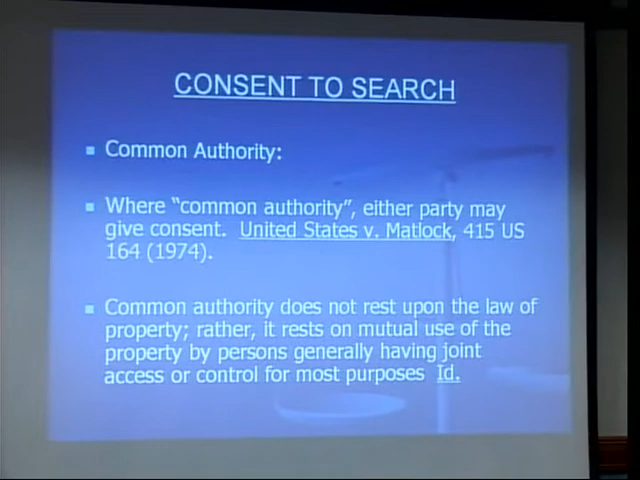 CONSENT TO SEARCH
Common Authority:
Where “common authority”, either party may
give consent. United States v. Matlock, 415 US
164 (1974).
Common authority does not rest upon the law of
property; rather, it rests on mutual use of the
property by persons generally having joint
access or control for most purposes Id.